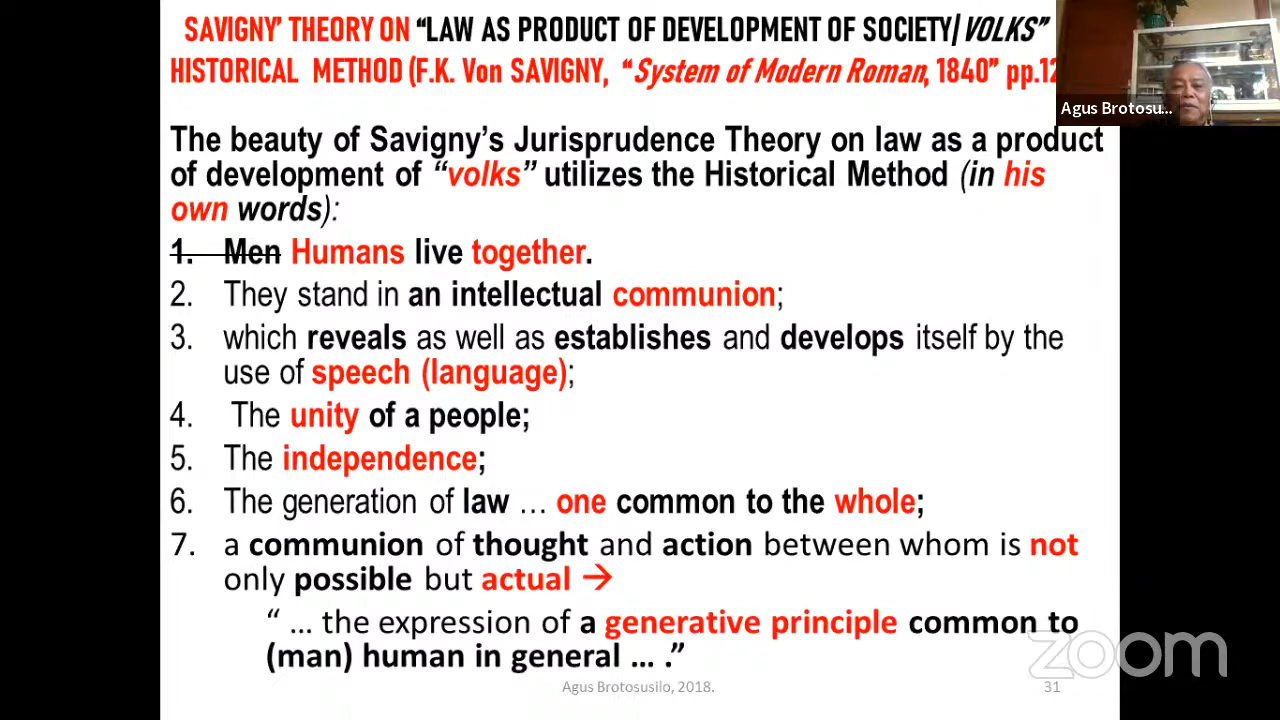 SAVIGNY’ THEORY ON “LAW AS PRODUCT OF DEVELOPMENT OF SOCIETY/VOLKS”
HISTORICAL METHOD (F.K. Von SAVIGNY, “System of Modern Roman, 1840” pp.12
Agus Brotosu...
The beauty of Savigny’s Jurisprudence Theory on law as a product
of development of “volks” utilizes the Historical Method (in his
own words):
1. Men Humans live together.
2. They stand in an intellectual communion;
3. which reveals as well as establishes and develops itself by the
use of speech (language);
4. The unity of a people;
5. The independence;
6. The generation of law … one common to the whole;
7. a communion of thought and action between whom is not
only possible but actual →
“ … the expression of a generative principle common to
(man) human in general … .”
zoom
Agus Brotosusilo, 2018.
31